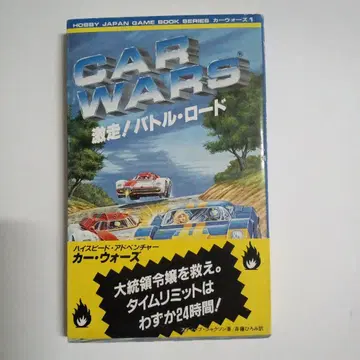 HOBBY JAPAN GAME BOOK SERIES カーウォーズ1
CAR
WARS
激走!バトル・ロード
ハイスピード・アドベンチャー
カー・ウォーズ
大統領令嬢を救え。
タイムリミットは
わずか24時間!